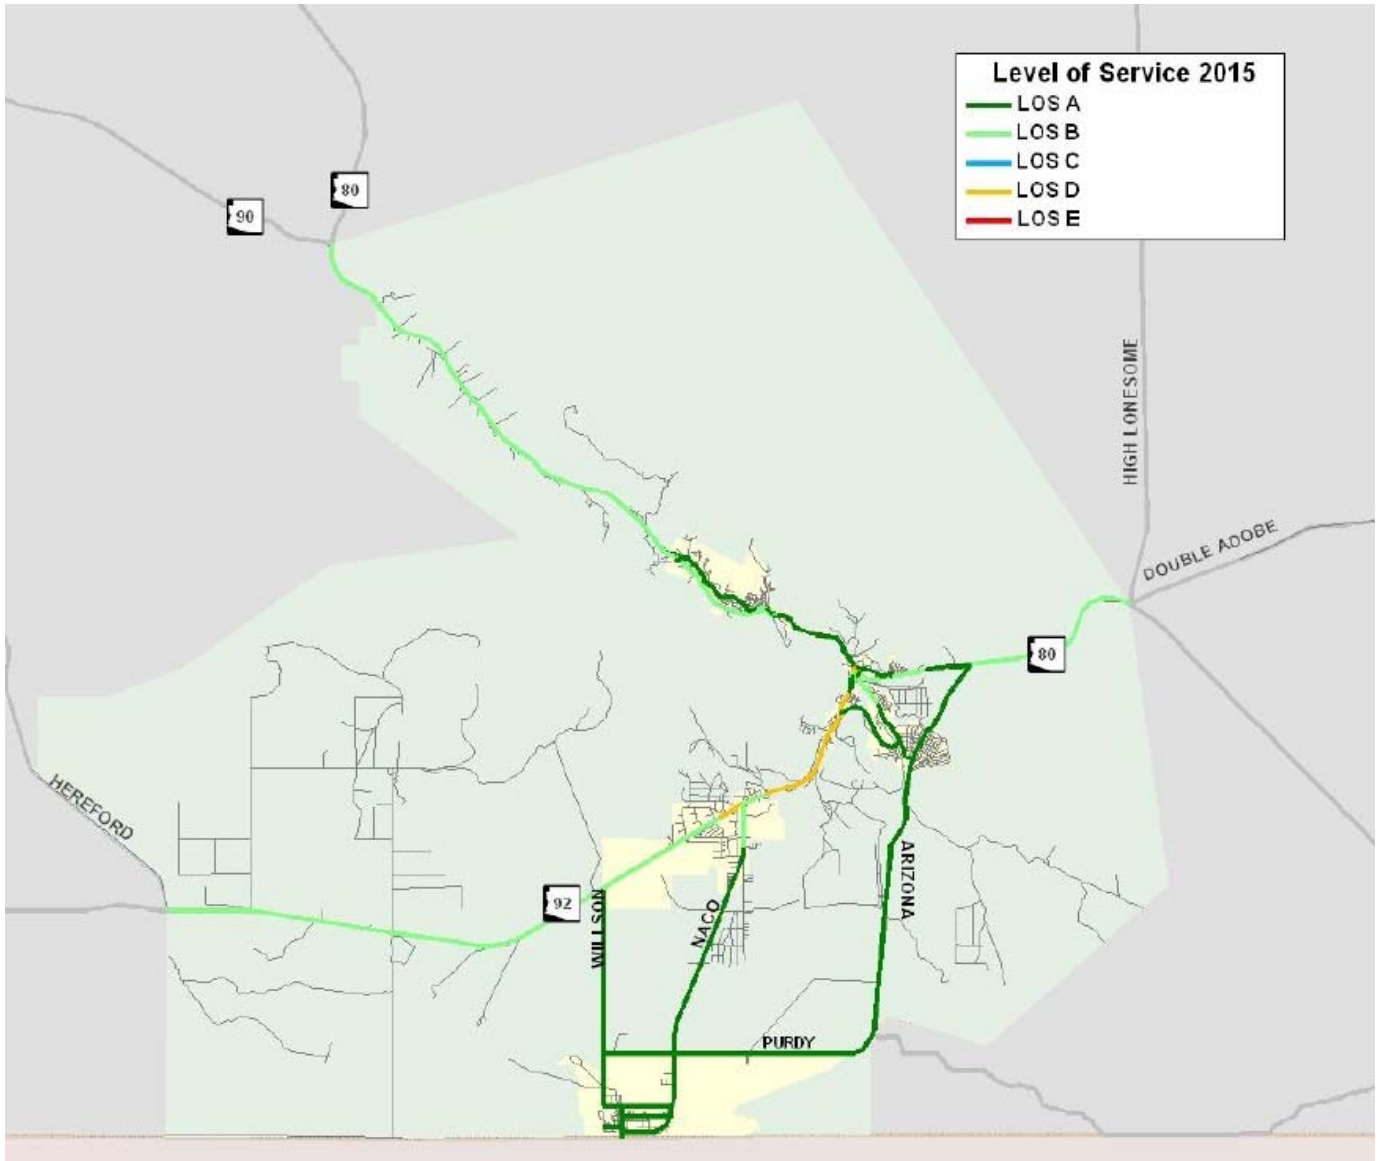 Level of Service 2015
LOS A
LOS B
LOS C
LOS D
LOS E
80
90
HIGH LONESOME
DOUBLE ADOBE
80
HEREFORD
92
WILLSON
NACO
ARIZONA
PURDY